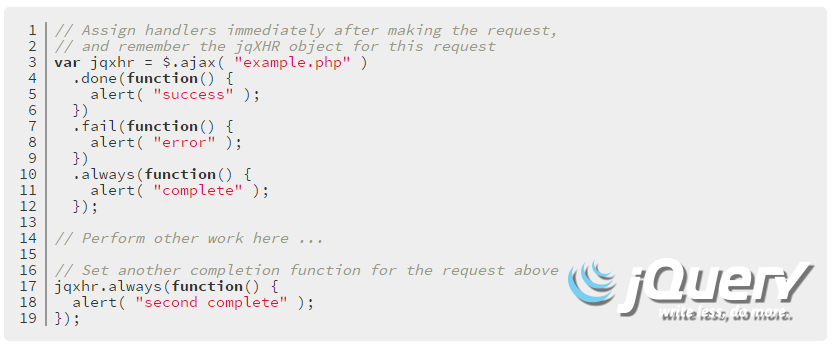 1 // Assign handlers immediately after making the request,
2 // and remember the jqXHR object for this request
3 var jqxhr = $.ajax( "example.php" )
4   .done(function() {
5     alert( "success" );
6   })
7   .fail(function() {
8     alert( "error" );
9   })
10   .always(function() {
11     alert( "complete" );
12   });
13
14 // Perform other work here ...
15
16 // Set another completion function for the request above
17 jqxhr.always(function() {
18   alert( "second complete" );
19 });
jQuery
write less, do more.